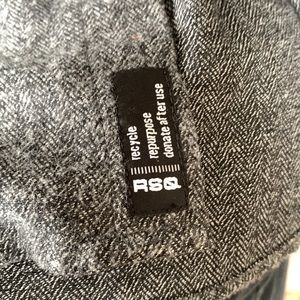 recycle
repurpose
donate after use
RSQ